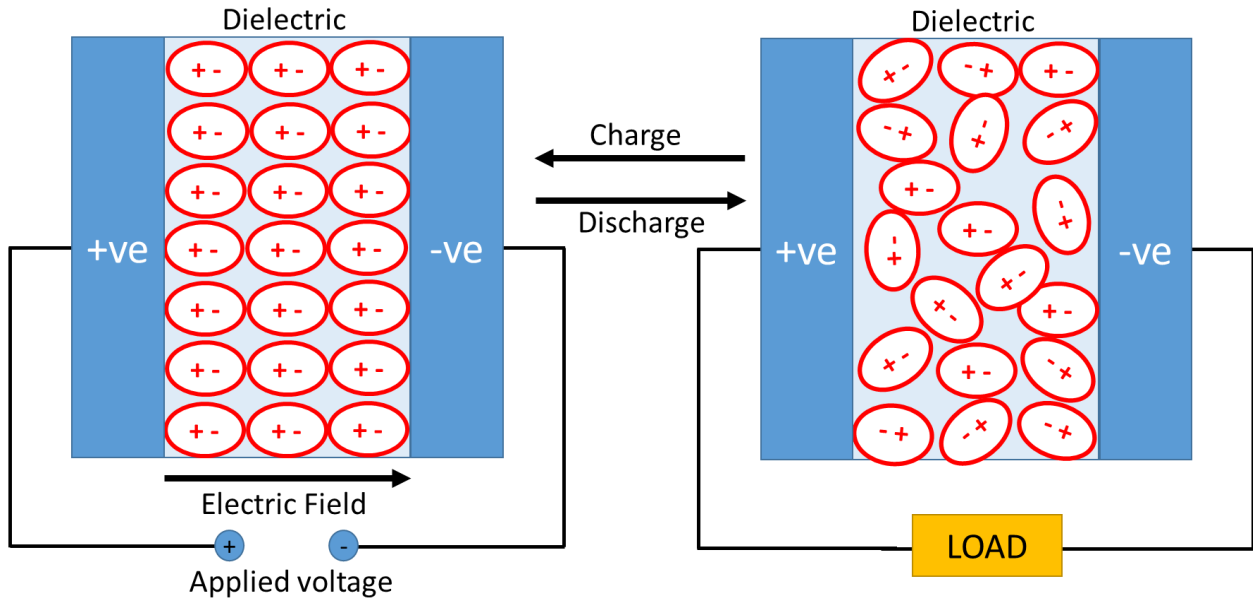 Dielectric
Dielectric
+ - + - + - + - - + + -
+ - + - + - - + + - - +
Charge
+ - + - + - + - - +
Discharge
+ve + - + - + - -ve +ve - + + - -ve
+ - + - + - + - + - + -
+ - + - + - + - + - - +
+ - + - + - - + - + - +
Electric Field
+ -
Applied voltage
LOAD